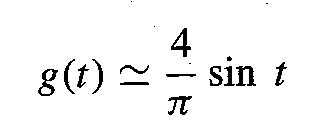 g(t) ≃ 4/π sin t